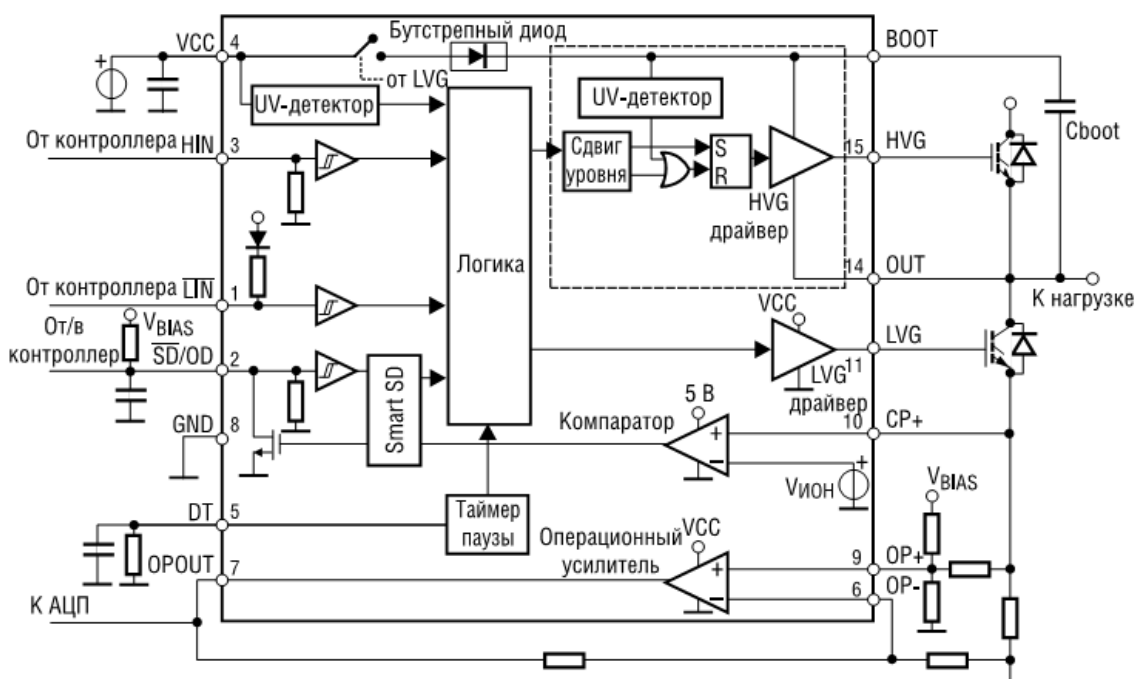 VCC
4
Бутстрепный диод
BOOT
+
от LVG
UV-детектор
UV-детектор
Cboot
От контроллера HIN
3
Сдвиг
уровня
S
R
15
HVG
HVG
драйвер
Логика
14
OUT
К нагрузке
От контроллера LIN
1
VCC
От/в
контроллер
VBIAS
SD/OD
2
LVG
11
LVG
драйвер
Smart SD
5 В
GND
8
Компаратор
+
–
10
CP+
VИОН
+
VBIAS
DT
5
Таймер
паузы
Операционный
усилитель
VCC
OPOUT
7
+
–
9
OP+
6
OP-
К АЦП